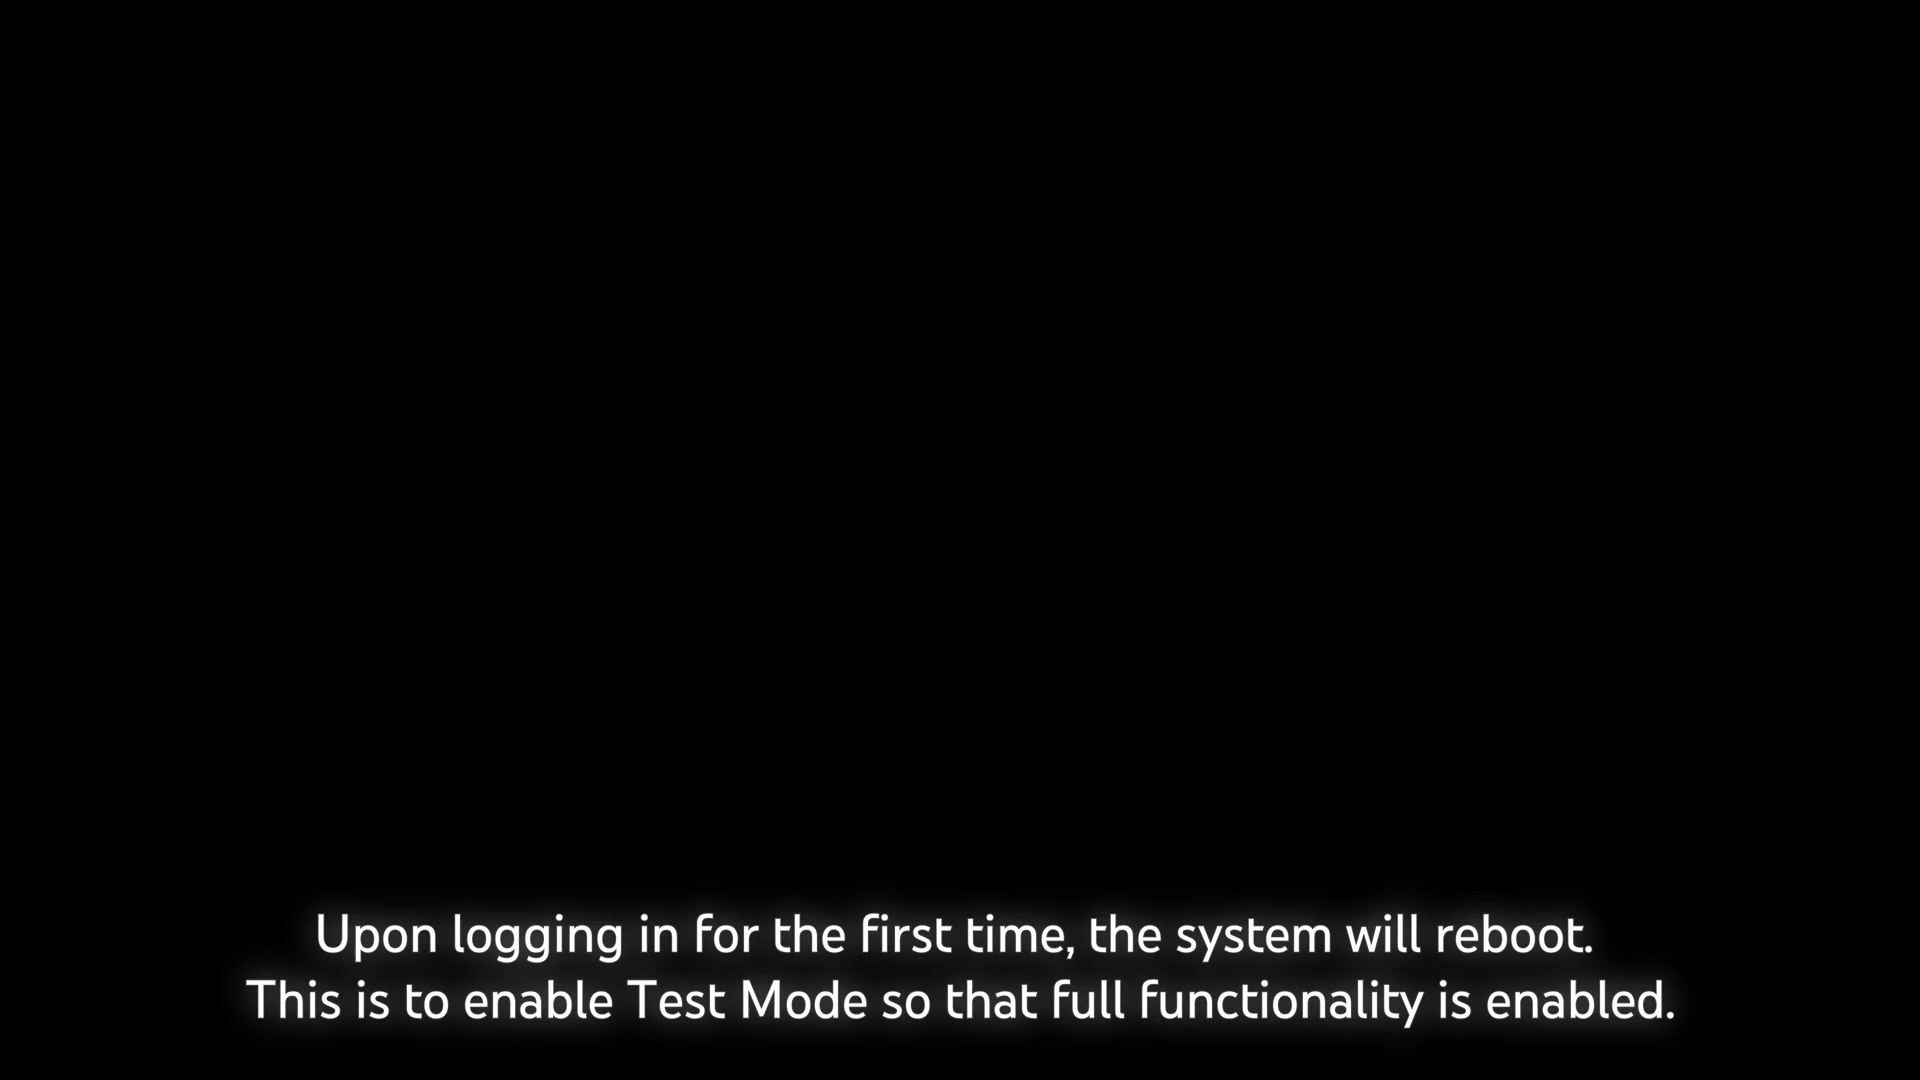 Upon logging in for the first time, the system will reboot.
This is to enable Test Mode so that full functionality is enabled.